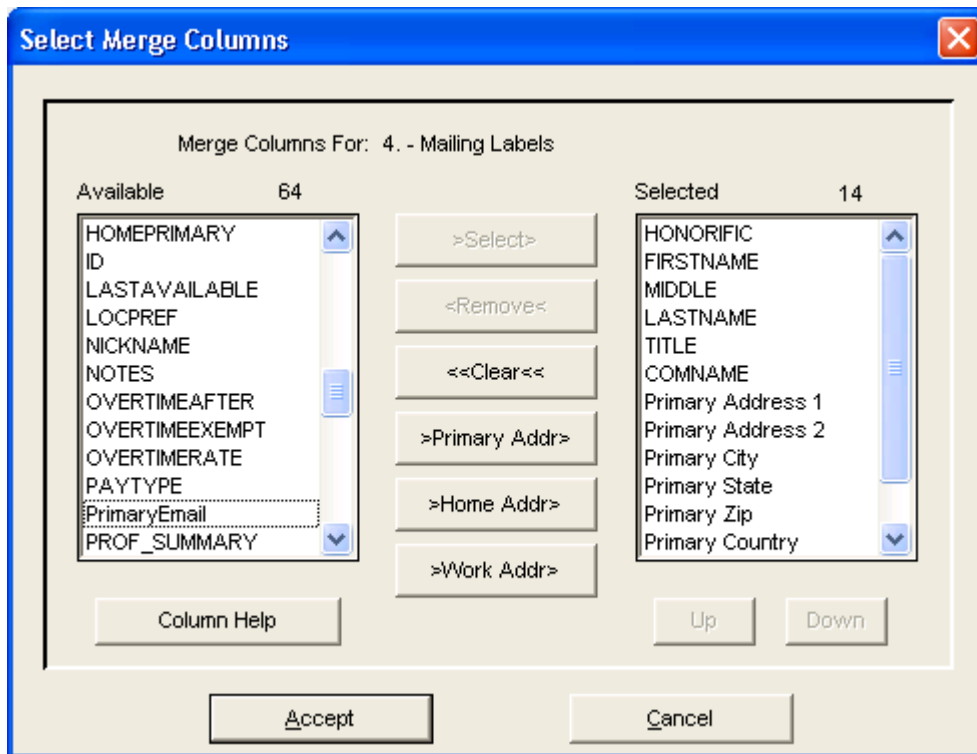 Select Merge Columns
Merge Columns For: 4. - Mailing Labels
Available 64
HOMEPRIMARY
ID
LASTAVAILABLE
LOCPREF
NICKNAME
NOTES
OVERTIMEAFTER
OVERTIMEEXEMPT
OVERTIMERATE
PAYTYPE
PrimaryEmail
PROF_SUMMARY
Column Help
>Select>
<Remove<
<<Clear<<
>Primary Addr>
>Home Addr>
>Work Addr>
Selected 14
HONORIFIC
FIRSTNAME
MIDDLE
LASTNAME
TITLE
COMNAME
Primary Address 1
Primary Address 2
Primary City
Primary State
Primary Zip
Primary Country
Up Down
Accept Cancel